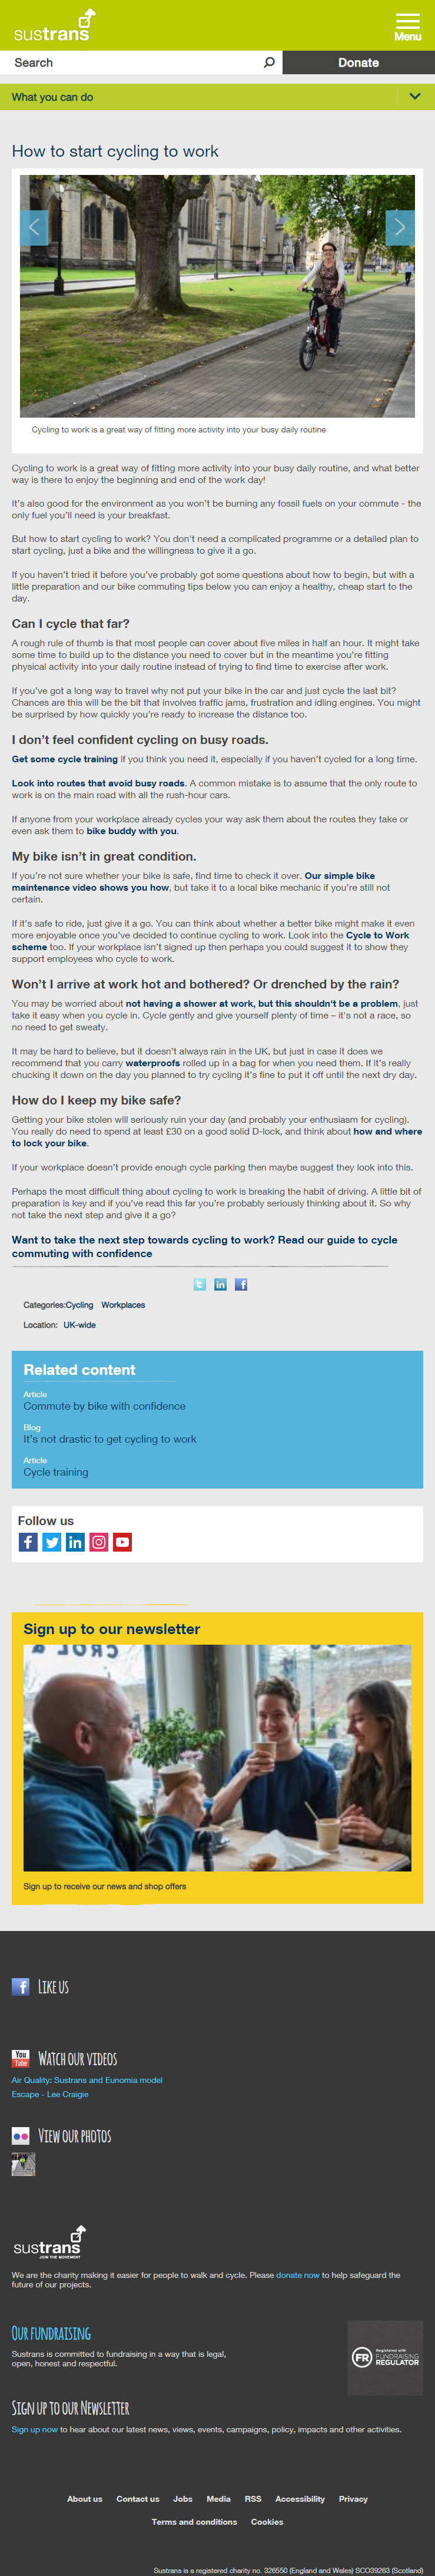 sustrans
Menu
Search
Donate
What you can do
How to start cycling to work
Cycling to work is a great way of fitting more activity into your busy daily routine
Cycling to work is a great way of fitting more activity into your busy daily routine, and what better
way is there to enjoy the beginning and end of the work day!
It's also good for the environment as you won't be burning any fossil fuels on your commute - the
only fuel you'll need is your breakfast.
But how to start cycling to work? You don't need a complicated programme or a detailed plan to
start cycling, just a bike and the willingness to give it a go.
If you haven't tried it before you've probably got some questions about how to begin, but with a
little preparation and our bike commuting tips below you can enjoy a healthy, cheap start to the
day.
Can I cycle that far?
A rough rule of thumb is that most people can cover about five miles in half an hour. It might take
some time to build up to the distance you need to cover but in the meantime you're fitting
physical activity into your daily routine instead of trying to find time to exercise after work.
If you've got a long way to travel why not put your bike in the car and just cycle the last bit?
Chances are this will be the bit that involves traffic jams, frustration and idling engines. You might
be surprised by how quickly you're ready to increase the distance too.
I don't feel confident cycling on busy roads.
Get some cycle training if you think you need it, especially if you haven't cycled for a long time.
Look into routes that avoid busy roads. A common mistake is to assume that the only route to
work is on the main road with all the rush-hour cars.
If anyone from your workplace already cycles your way ask them about the routes they take or
even ask them to bike buddy with you.
My bike isn't in great condition.
If you're not sure whether your bike is safe, find time to check it over. Our simple bike
maintenance video shows you how, but take it to a local bike mechanic if you're still not
certain.
If it's safe to ride, just give it a go. You can think about whether a better bike might make it even
more enjoyable once you've decided to continue cycling to work. Look into the Cycle to Work
scheme too. If your workplace isn't signed up then perhaps you could suggest it to show they
support employees who cycle to work.
Won't I arrive at work hot and bothered? Or drenched by the rain?
You may be worried about not having a shower at work, but this shouldn't be a problem, just
take it easy when you cycle in. Cycle gently and give yourself plenty of time – it's not a race, so
no need to get sweaty.
It may be hard to believe, but it doesn't always rain in the UK, but just in case it does we
recommend that you carry waterproofs rolled up in a bag for when you need them. If it's really
chucking it down on the day you planned to try cycling it's fine to put it off until the next dry day.
How do I keep my bike safe?
Getting your bike stolen will seriously ruin your day (and probably your enthusiasm for cycling).
You really do need to spend at least £30 on a good solid D-lock, and think about how and where
to lock your bike.
If your workplace doesn't provide enough cycle parking then maybe suggest they look into this.
Perhaps the most difficult thing about cycling to work is breaking the habit of driving. A little bit of
preparation is key and if you've read this far you're probably seriously thinking about it. So why
not take the next step and give it a go?
Want to take the next step towards cycling to work? Read our guide to cycle
commuting with confidence
Categories:Cycling Workplaces
Location: UK-wide
Related content
Article
Commute by bike with confidence
Blog
It's not drastic to get cycling to work
Article
Cycle training
Follow us
Sign up to our newsletter
Sign up to receive our news and shop offers
Like us
You Tube
Watch our videos
Air Quality: Sustrans and Eunomia model
Escape - Lee Craigie
View our photos
sustrans
JOIN THE MOVEMENT
We are the charity making it easier for people to walk and cycle. Please donate now to help safeguard the
future of our projects.
Our fundraising
Sustrans is committed to fundraising in a way that is legal,
open, honest and respectful.
FR Registered with FUNDRAISING REGULATOR
Sign up to our Newsletter
Sign up now to hear about our latest news, views, events, campaigns, policy, impacts and other activities.
About us Contact us Jobs Media RSS Accessibility Privacy
Terms and conditions Cookies
Sustrans is a registered charity no. 326550 (England and Wales) SCO39263 (Scotland)